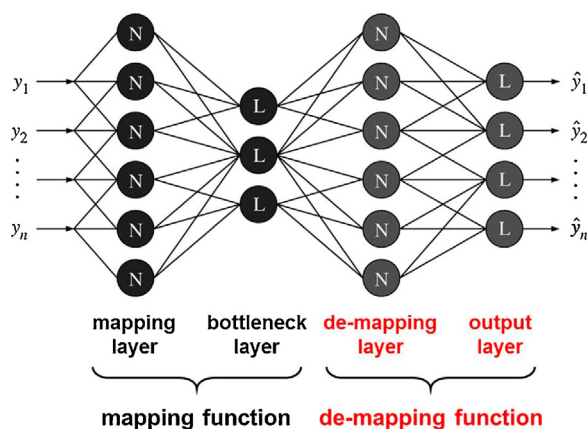 N N
y₁ N N L ŷ₁
L
y₂ N N L ŷ₂
L
N N L
L
yₙ N N L ŷₙ
N N
mapping layer
bottleneck layer
de-mapping layer
output layer
mapping function
de-mapping function